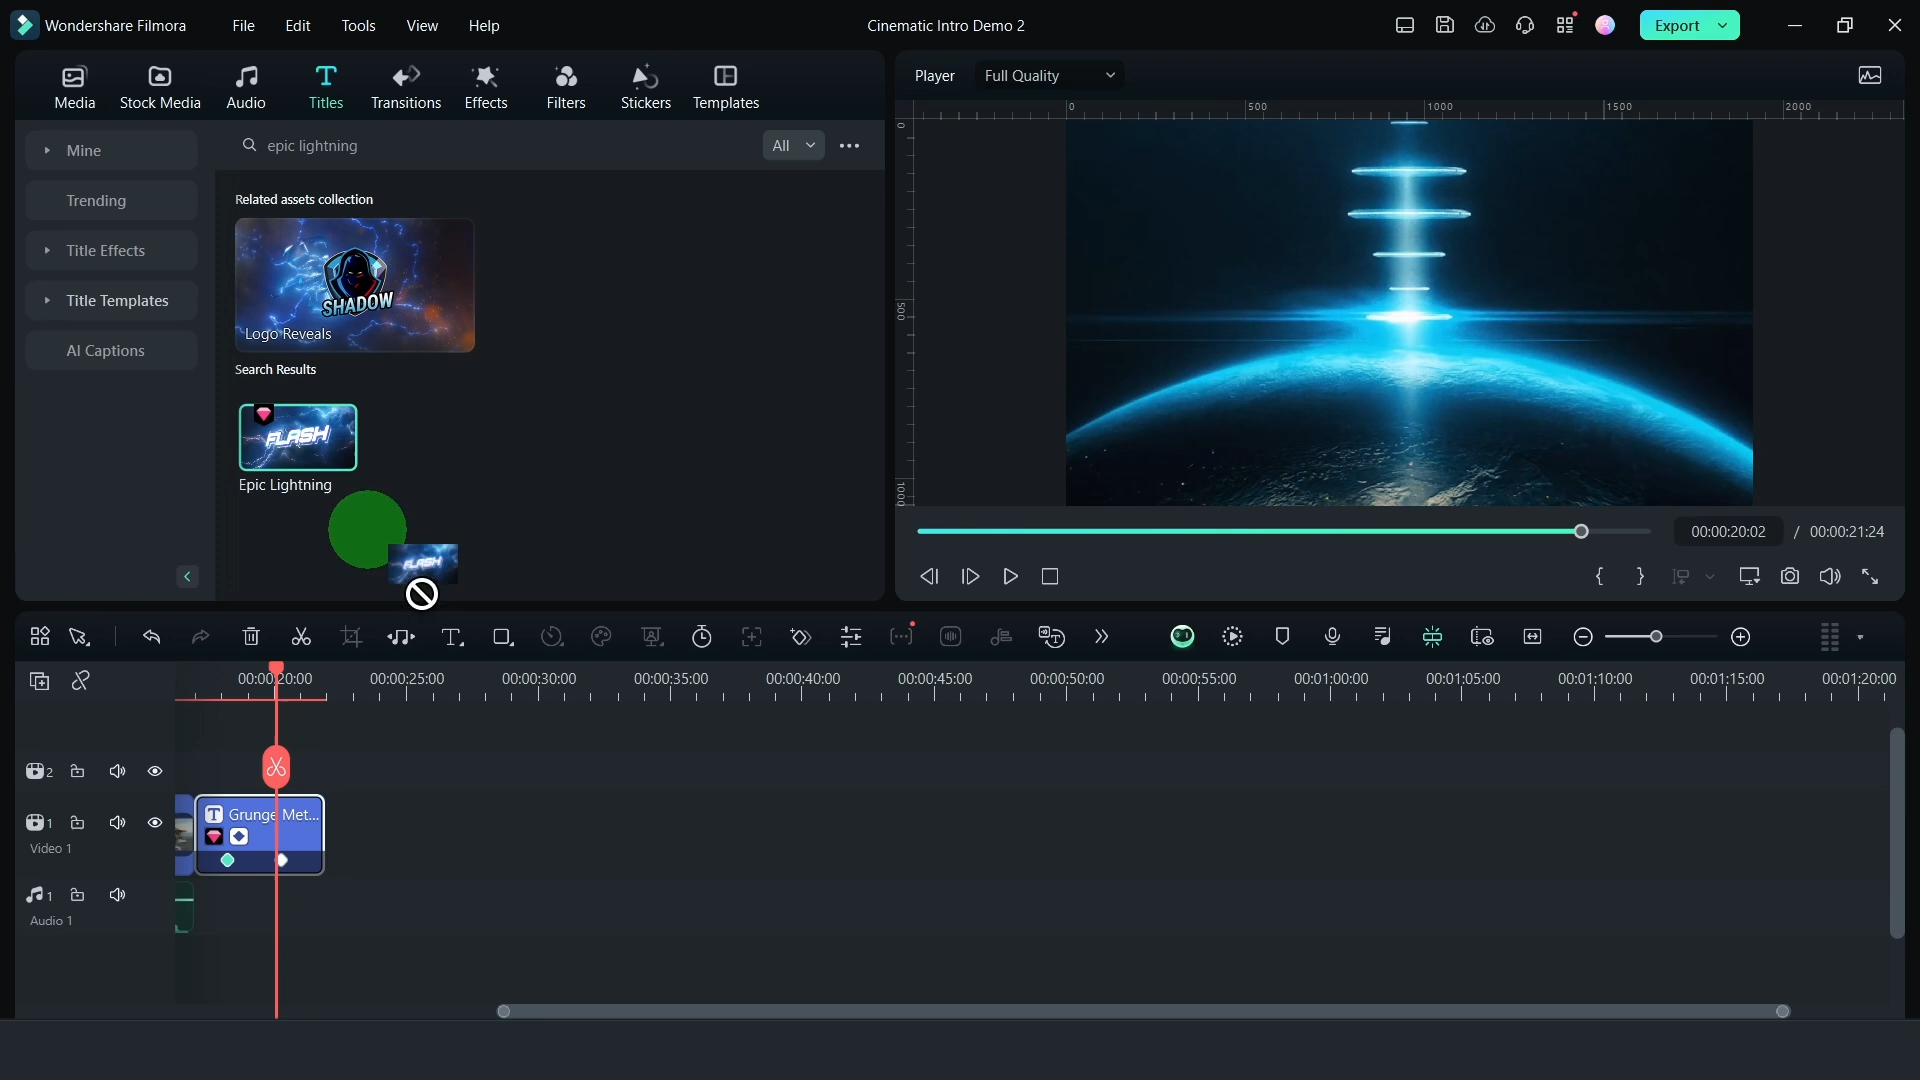 Wondershare Filmora
File
Edit
Tools
View
Help
Cinematic Intro Demo 2
Export
Media
Stock Media
Audio
Titles
Transitions
Effects
Filters
Stickers
Templates
Player
Full Quality
0
500
1000
1500
2000
0
500
1000
Mine
Trending
Title Effects
Title Templates
AI Captions
epic lightning
All
Related assets collection
SHADOW
Logo Reveals
Search Results
FLASH
Epic Lightning
FLASH
00:00:20:02 / 00:00:21:24
00:00:20:00
00:00:25:00
00:00:30:00
00:00:35:00
00:00:40:00
00:00:45:00
00:00:50:00
00:00:55:00
00:01:00:00
00:01:05:00
00:01:10:00
00:01:15:00
00:01:20:00
2
1
Video 1
T Grunge Met...
1
Audio 1